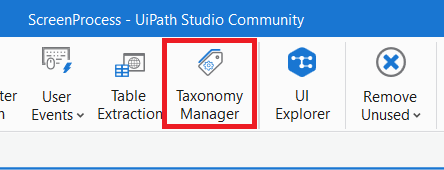 ScreenProcess - UiPath Studio Community
User
Events
Table
Extraction
Taxonomy
Manager
UI
Explorer
Remove
Unused